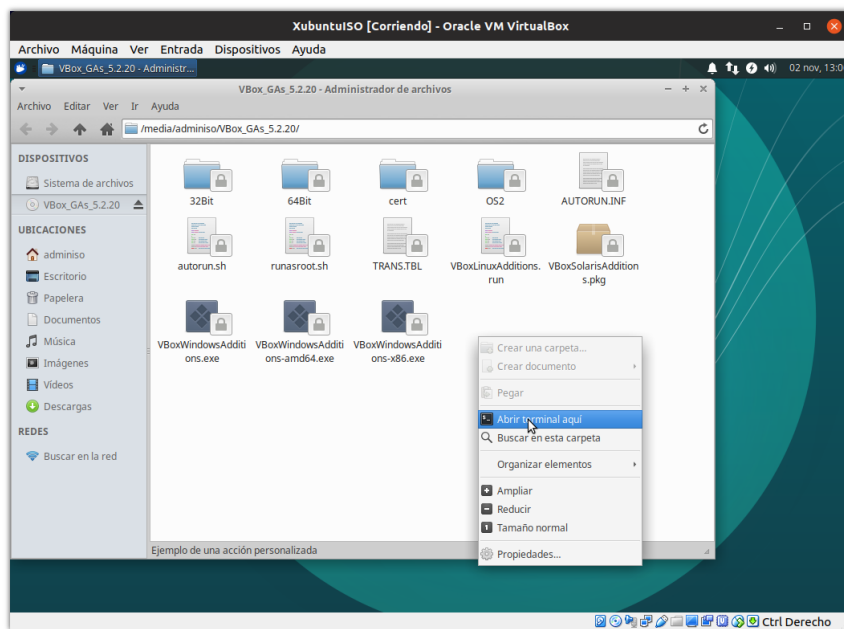 XubuntuISO [Corriendo] - Oracle VM VirtualBox
Archivo Máquina Ver Entrada Dispositivos Ayuda
VBox_GAs_5.2.20 - Administr...
02 nov, 13:0
VBox_GAs_5.2.20 - Administrador de archivos
Archivo Editar Ver Ir Ayuda
/media/adminiso/VBox_GAs_5.2.20/
DISPOSITIVOS
Sistema de archivos
VBox_GAs_5.2.20
UBICACIONES
adminiso
Escritorio
Papelera
Documentos
Música
Imágenes
Vídeos
Descargas
REDES
Buscar en la red
32Bit
64Bit
cert
OS2
AUTORUN.INF
autorun.sh
runasroot.sh
TRANS.TBL
VBoxLinuxAdditions.
run
VBoxSolarisAddition
s.pkg
VBoxWindowsAdditi
ons.exe
VBoxWindowsAdditi
ons-amd64.exe
VBoxWindowsAdditi
ons-x86.exe
Crear una carpeta...
Crear documento
Pegar
Abrir terminal aquí
Buscar en esta carpeta
Organizar elementos
Ampliar
Reducir
Tamaño normal
Propiedades...
Ejemplo de una acción personalizada
Ctrl Derecho